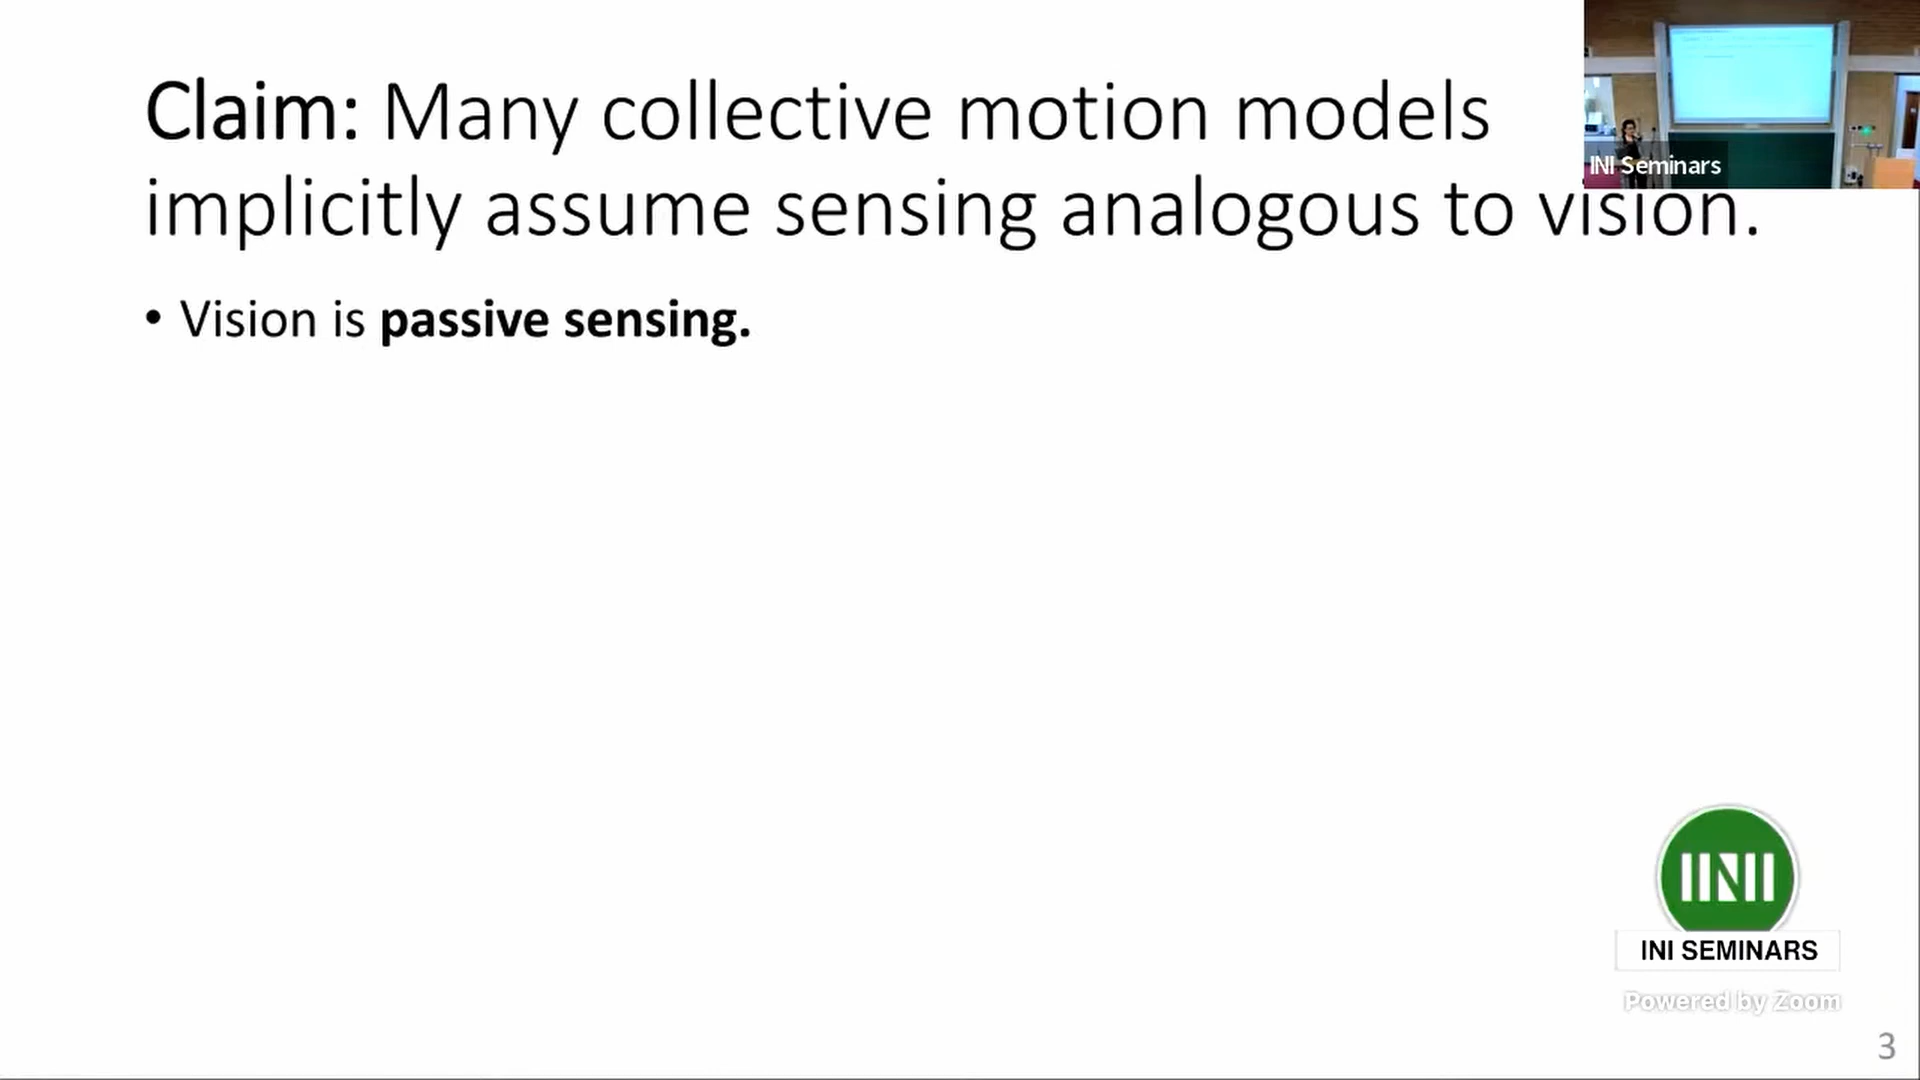 Claim: Many collective motion models
implicitly assume sensing analogous to vision.
INI Seminars
• Vision is passive sensing.
INI
INI SEMINARS
Powered by Zoom
3